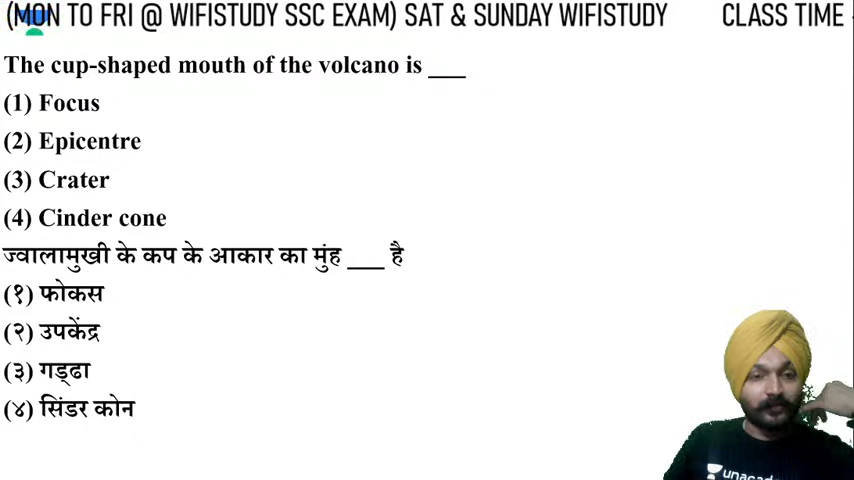 (MON TO FRI @ WIFISTUDY SSC EXAM) SAT & SUNDAY WIFISTUDY CLASS TIME -
The cup-shaped mouth of the volcano is ___
(1) Focus
(2) Epicentre
(3) Crater
(4) Cinder cone
ज्वालामुखी के कप के आकार का मुंह ___ है
(१) फोकस
(२) उपकेंद्र
(३) गड्ढा
(४) सिंडर कोन